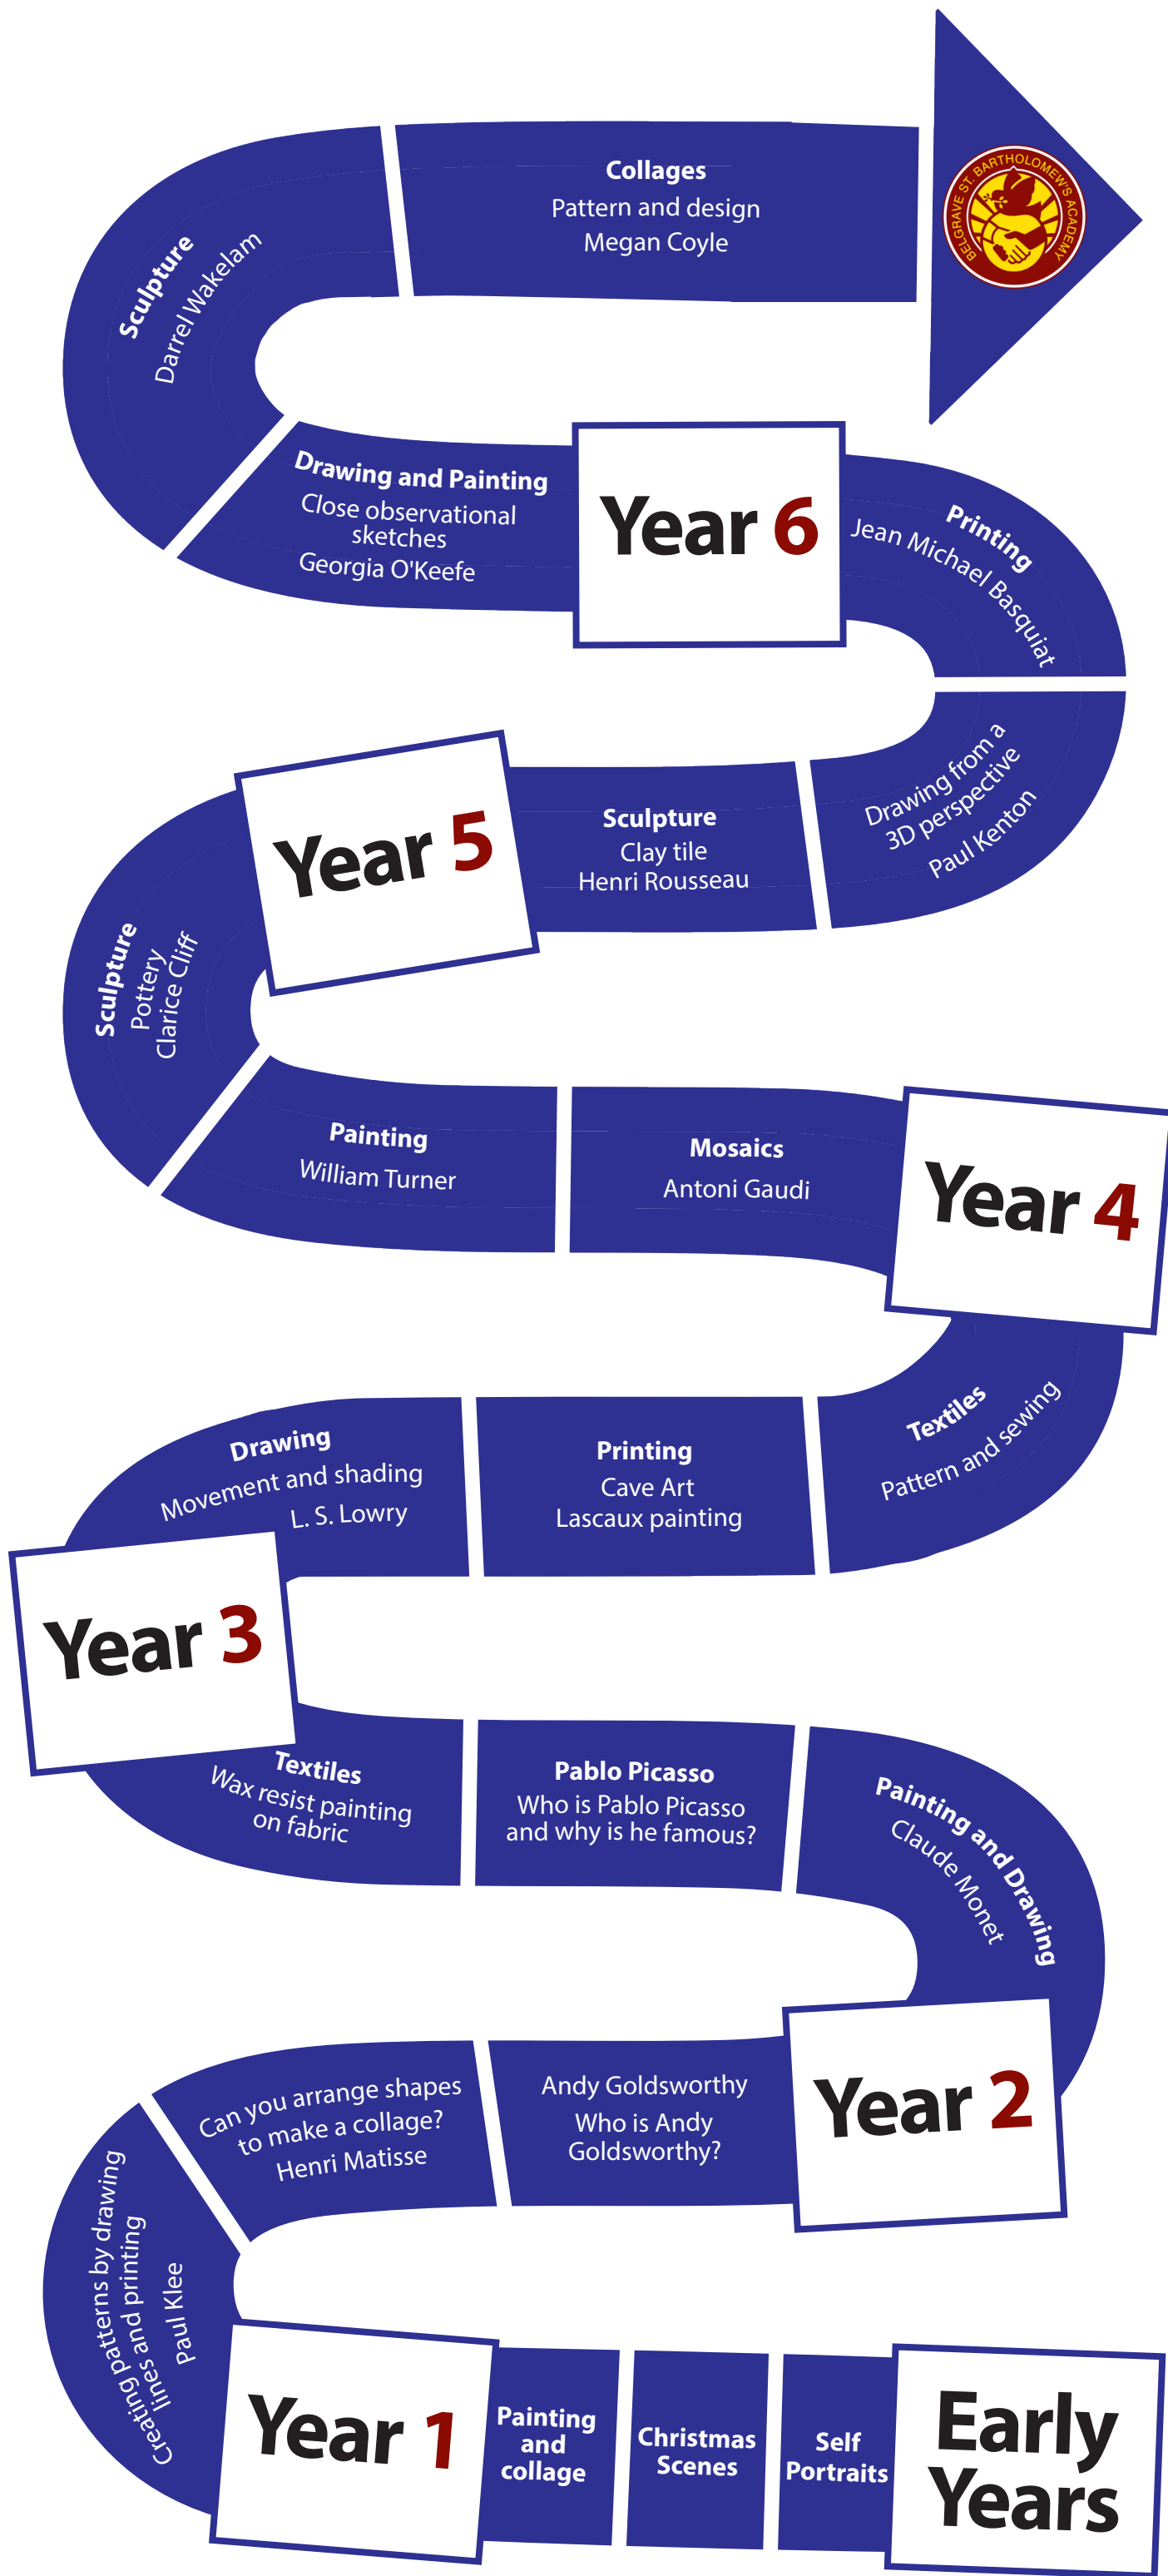 Collages
Pattern and design
Megan Coyle
BELGRAVE ST. BARTHOLOMEW'S ACADEMY
Sculpture
Darrel Wakelam
Drawing and Painting
Close observational
sketches
Georgia O'Keefe
Year 6
Printing
Jean Michael Basquiat
Drawing from a
3D perspective
Paul Kenton
Sculpture
Clay tile
Henri Rousseau
Year 5
Sculpture
Pottery
Clarice Cliff
Painting
William Turner
Mosaics
Antoni Gaudi
Year 4
Textiles
Pattern and sewing
Printing
Cave Art
Lascaux painting
Drawing
Movement and shading
L. S. Lowry
Year 3
Textiles
Wax resist painting
on fabric
Pablo Picasso
Who is Pablo Picasso
and why is he famous?
Painting and Drawing
Claude Monet
Year 2
Andy Goldsworthy
Who is Andy
Goldsworthy?
Can you arrange shapes
to make a collage?
Henri Matisse
Creating patterns by drawing
lines and printing
Paul Klee
Year 1
Painting
and
collage
Christmas
Scenes
Self
Portraits
Early
Years